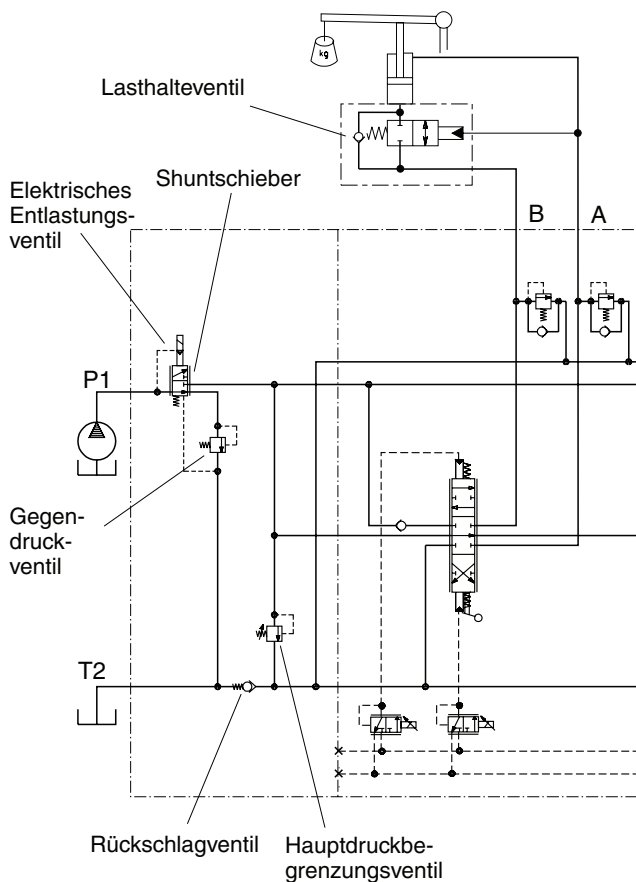 kg
Lasthalteventil
Elektrisches
Entlastungs-
ventil
Shuntschieber
B
A
P1
Gegen-
druck-
ventil
T2
Rückschlagventil
Hauptdruckbe-
grenzungsventil